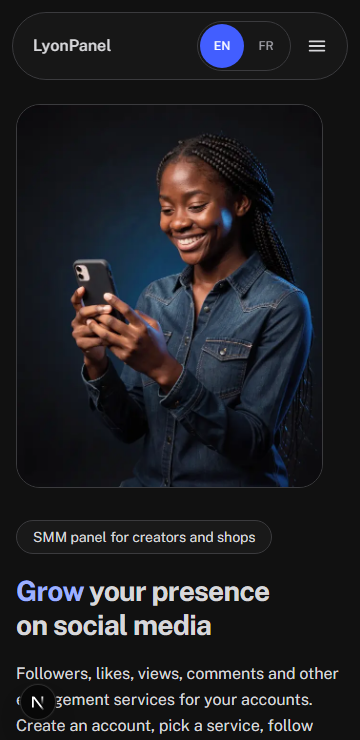 LyonPanel
EN FR
SMM panel for creators and shops
Grow your presence
on social media
Followers, likes, views, comments and other
services for your accounts.
Create an account, pick a service, follow
N